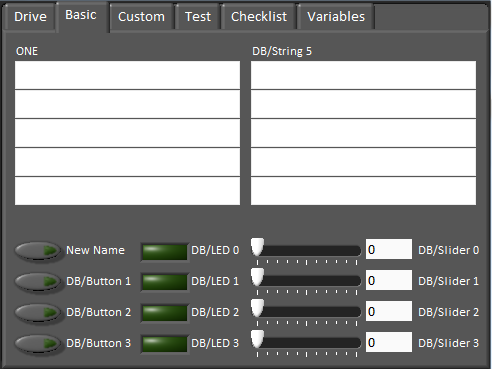 Drive Basic Custom Test Checklist Variables
ONE DB/String 5
New Name DB/LED 0 0 DB/Slider 0
DB/Button 1 DB/LED 1 0 DB/Slider 1
DB/Button 2 DB/LED 2 0 DB/Slider 2
DB/Button 3 DB/LED 3 0 DB/Slider 3